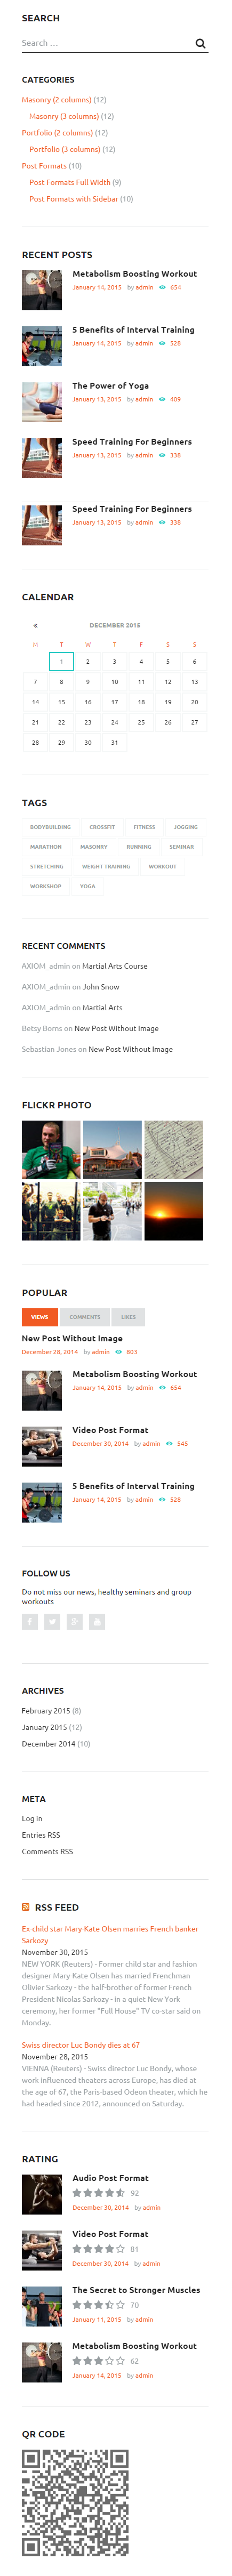 SEARCH
Search …
CATEGORIES
Masonry (2 columns) (12)
Masonry (3 columns) (12)
Portfolio (2 columns) (12)
Portfolio (3 columns) (12)
Post Formats (10)
Post Formats Full Width (9)
Post Formats with Sidebar (10)
RECENT POSTS
Metabolism Boosting Workout
January 14, 2015 by admin 654
5 Benefits of Interval Training
January 14, 2015 by admin 528
The Power of Yoga
January 13, 2015 by admin 409
Speed Training For Beginners
January 13, 2015 by admin 338
Speed Training For Beginners
January 13, 2015 by admin 338
CALENDAR
« DECEMBER 2015
M T W T F S S
1 2 3 4 5 6
7 8 9 10 11 12 13
14 15 16 17 18 19 20
21 22 23 24 25 26 27
28 29 30 31
TAGS
BODYBUILDING CROSSFIT FITNESS JOGGING
MARATHON MASONRY RUNNING SEMINAR
STRETCHING WEIGHT TRAINING WORKOUT
WORKSHOP YOGA
RECENT COMMENTS
AXIOM_admin on Martial Arts Course
AXIOM_admin on John Snow
AXIOM_admin on Martial Arts
Betsy Borns on New Post Without Image
Sebastian Jones on New Post Without Image
FLICKR PHOTO
POPULAR
VIEWS COMMENTS LIKES
New Post Without Image
December 28, 2014 by admin 803
Metabolism Boosting Workout
January 14, 2015 by admin 654
Video Post Format
December 30, 2014 by admin 545
5 Benefits of Interval Training
January 14, 2015 by admin 528
FOLLOW US
Do not miss our news, healthy seminars and group
workouts
ARCHIVES
February 2015 (8)
January 2015 (12)
December 2014 (10)
META
Log in
Entries RSS
Comments RSS
RSS FEED
Ex-child star Mary-Kate Olsen marries French banker
Sarkozy
November 30, 2015
NEW YORK (Reuters) - Former child star and fashion
designer Mary-Kate Olsen has married Frenchman
Olivier Sarkozy - the half-brother of former French
President Nicolas Sarkozy - in a quiet New York
ceremony, her former "Full House" TV co-star said on
Monday.
Swiss director Luc Bondy dies at 67
November 28, 2015
VIENNA (Reuters) - Swiss director Luc Bondy, whose
work influenced theaters across Europe, has died at
the age of 67, the Paris-based Odeon theater, which he
had headed since 2012, announced on Saturday.
RATING
Audio Post Format
92
December 30, 2014 by admin
Video Post Format
81
December 30, 2014 by admin
The Secret to Stronger Muscles
70
January 11, 2015 by admin
Metabolism Boosting Workout
62
January 14, 2015 by admin
QR CODE